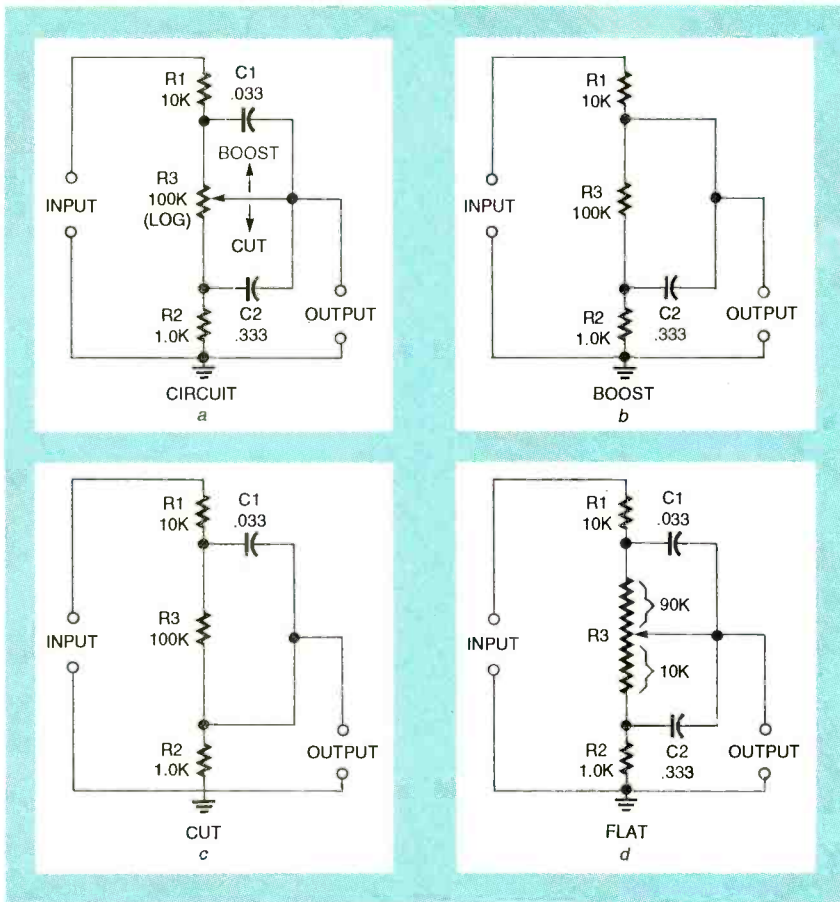 R1
10K
C1
.033
BOOST
INPUT
R3
100K
(LOG)
CUT
C2
.333
R2
1.0K
OUTPUT
CIRCUIT
a
R1
10K
INPUT
R3
100K
C2
.333
R2
1.0K
OUTPUT
BOOST
b
R1
10K
C1
.033
INPUT
R3
100K
R2
1.0K
OUTPUT
CUT
c
R1
10K
C1
.033
90K
INPUT
R3
10K
R2
1.0K
C2
.333
OUTPUT
FLAT
d